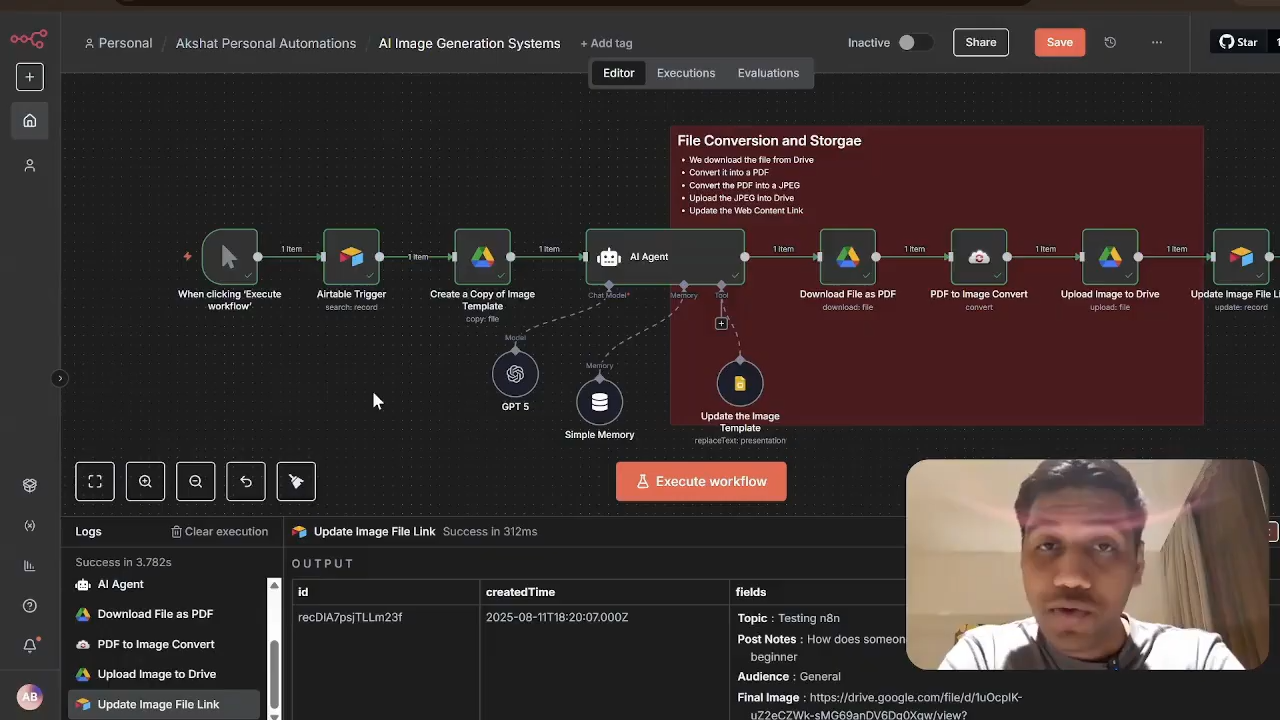 Personal / Akshat Personal Automations / AI Image Generation Systems + Add tag
Inactive
Share
Save
Star
Editor
Executions
Evaluations
File Conversion and Storgae
• We download the file from Drive
• Convert it into a PDF
• Convert the PDF into a JPEG
• Upload the JPEG into Drive
• Update the Web Content Link
1 item
1 item
1 item
1 item
1 item
1 item
1 item
When clicking 'Execute
workflow'
Airtable Trigger
search: record
Create a Copy of Image
Template
copy: file
AI Agent
Chat Model*
Memory
Tool
Download File as PDF
download: file
PDF to Image Convert
convert
Upload Image to Drive
upload: file
Update Image File Li
update: record
Model
GPT 5
Memory
Simple Memory
Update the Image
Template
replaceText: presentation
Execute workflow
Logs
Clear execution
Success in 3.782s
AI Agent
Download File as PDF
PDF to Image Convert
Upload Image to Drive
Update Image File Link
Update Image File Link Success in 312ms
OUTPUT
id
createdTime
fields
recDIA7psjTLLm23f
2025-08-11T18:20:07.000Z
Topic : Testing n8n
Post Notes : How does someon
beginner
Audience : General
Final Image : https://drive.google.com/file/d/1uOcpIK-
uZ2eCZWk-sMG69anDV6Dg0Xgw/view?
AB